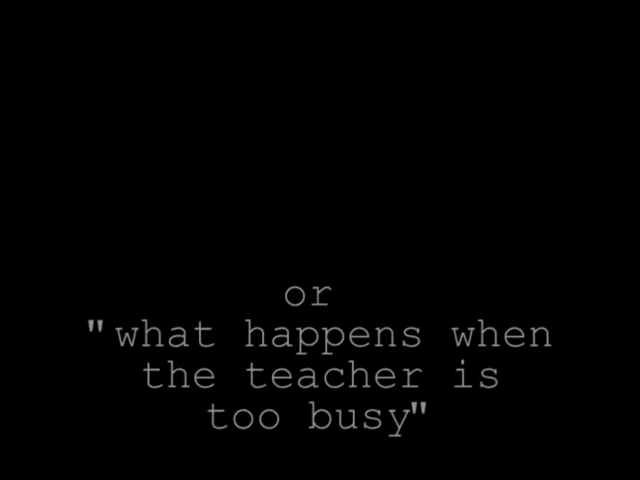 or
"what happens when
the teacher is
too busy"